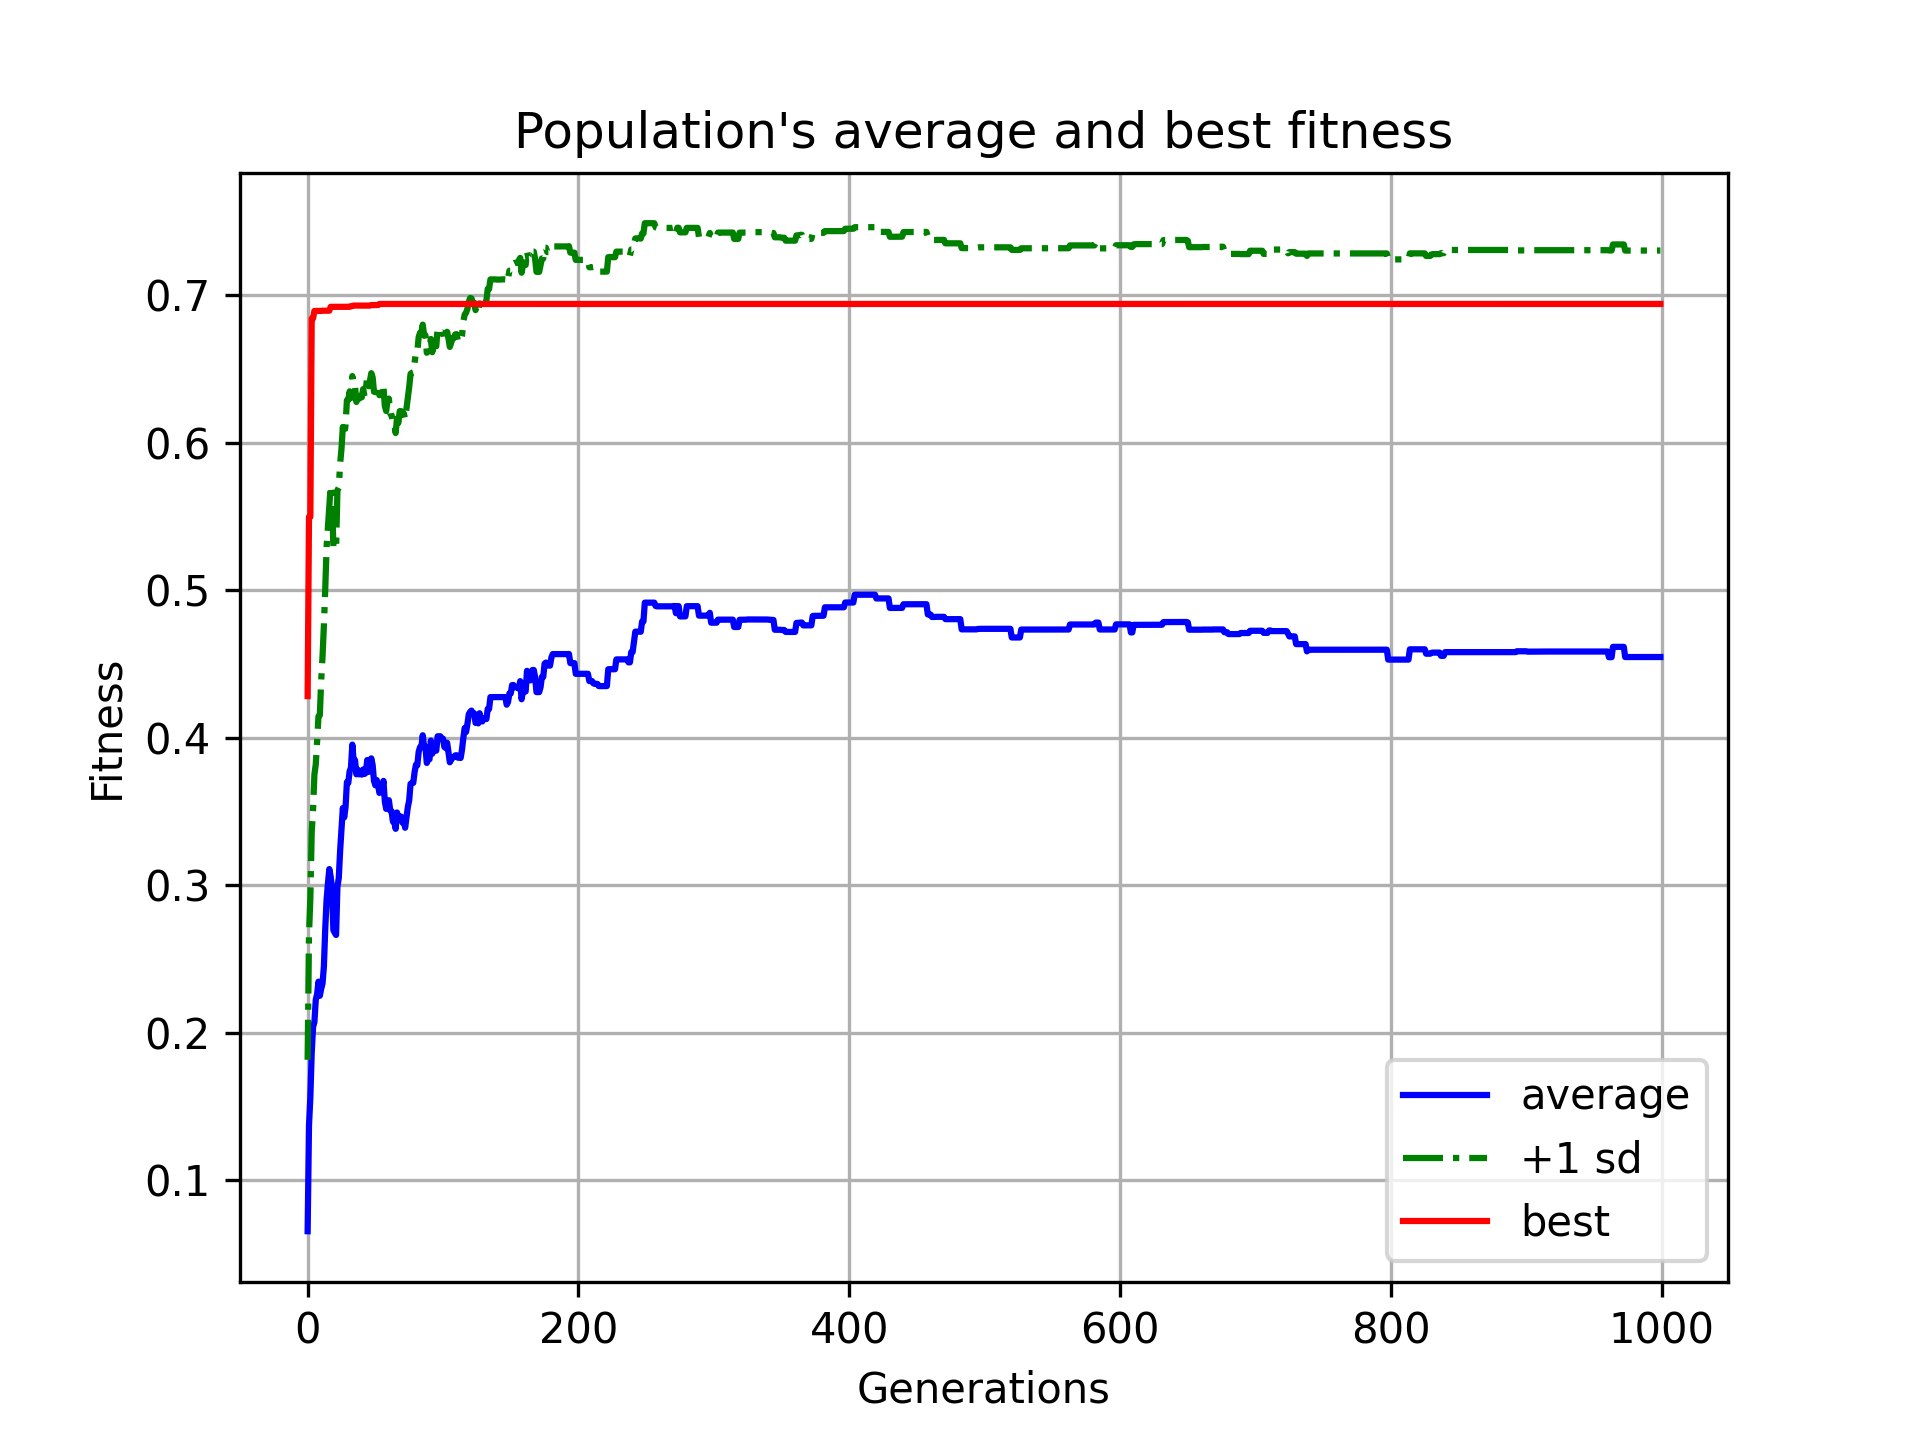 Population's average and best fitness
0.7
0.6
0.5
0.4
0.3
0.2
0.1
Fitness
average
+1 sd
best
0 200 400 600 800 1000
Generations